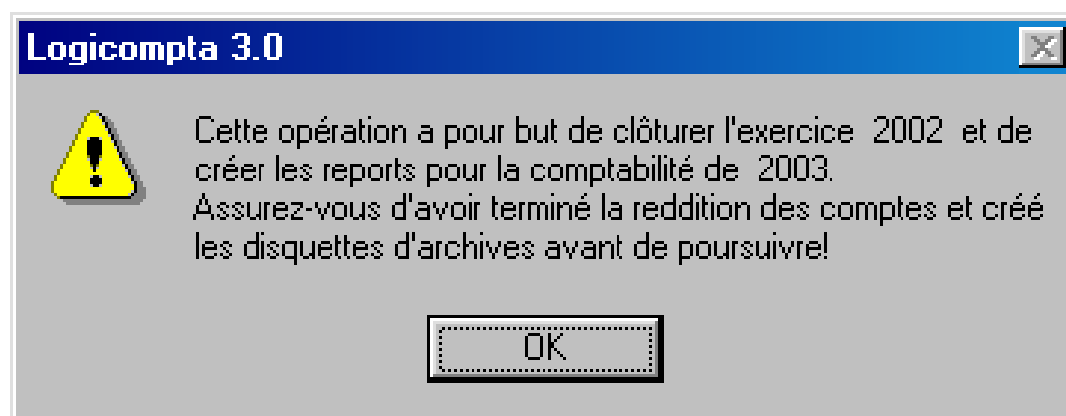 Logicompta 3.0
Cette opération a pour but de clôturer l'exercice  2002  et de
créer les reports pour la comptabilité de  2003.
Assurez-vous d'avoir terminé la reddition des comptes et créé
les disquettes d'archives avant de poursuivre!
OK